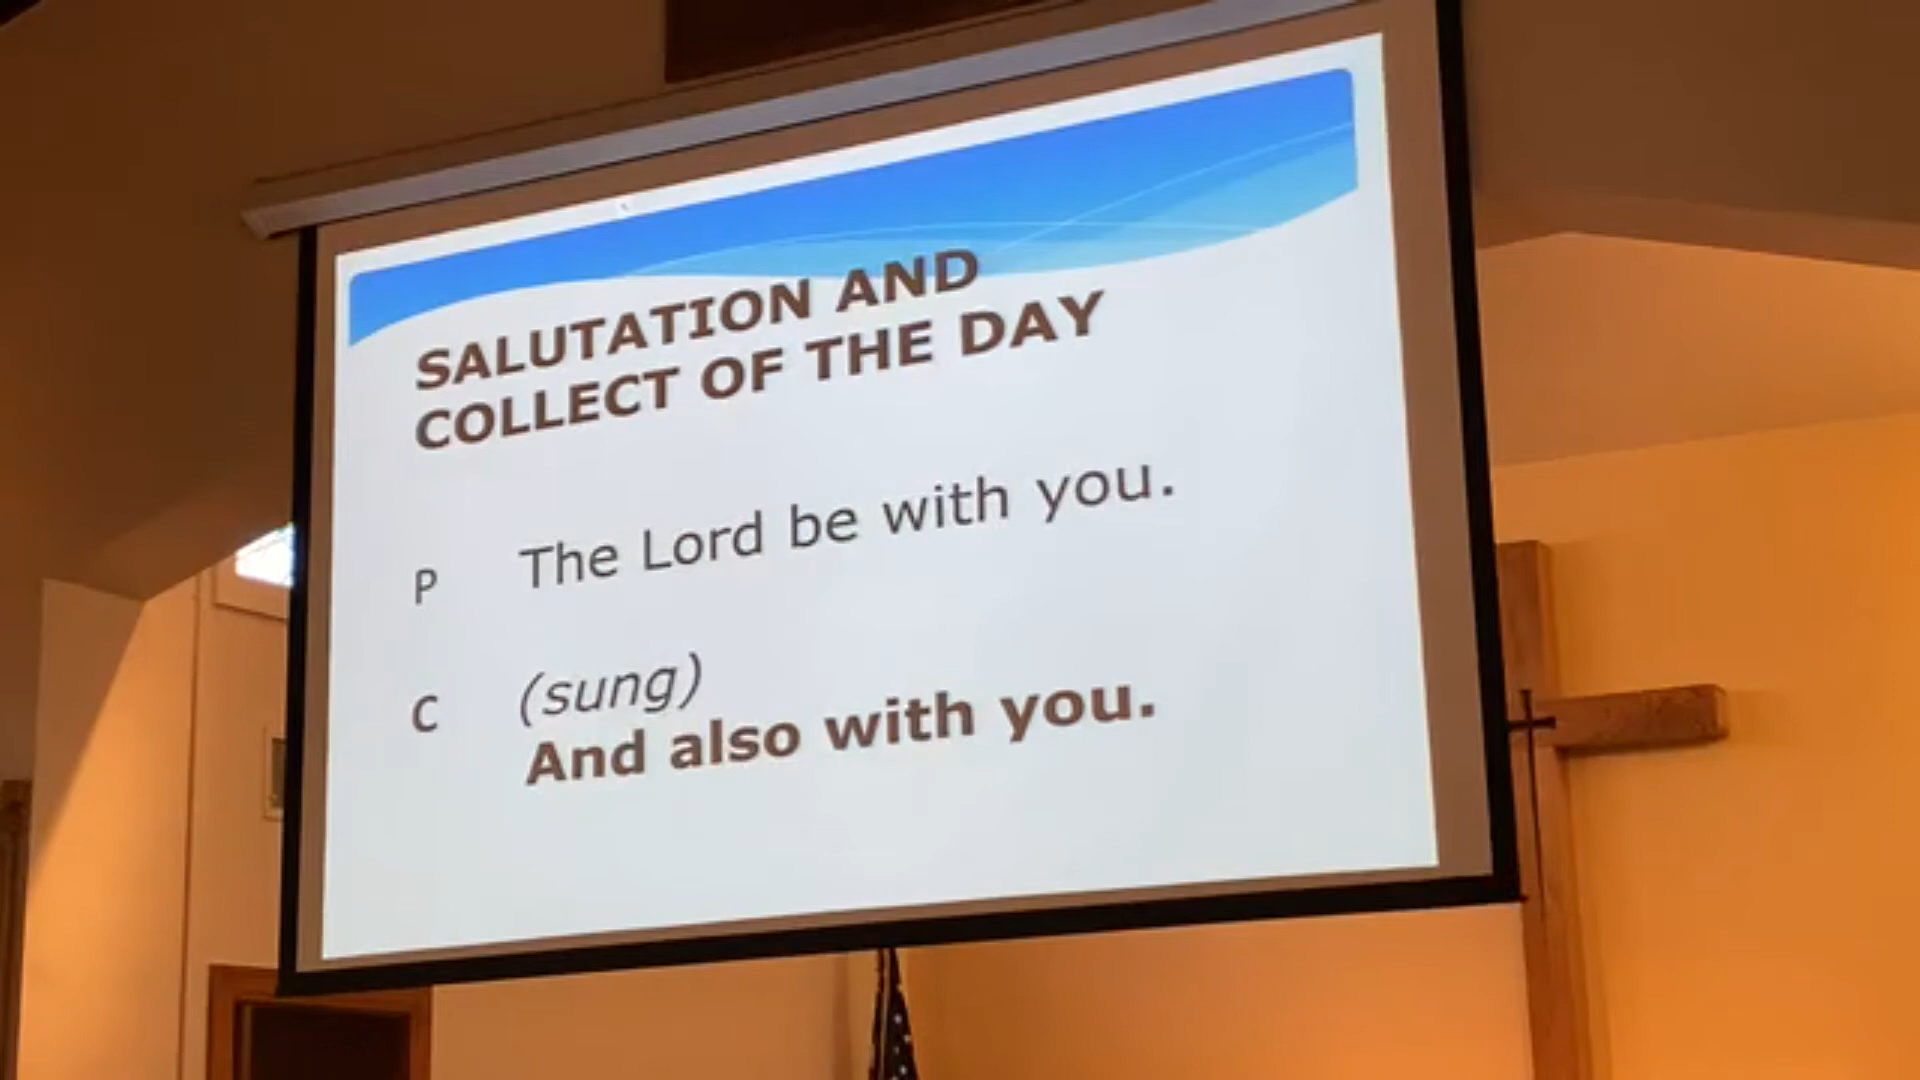 SALUTATION AND
COLLECT OF THE DAY
P The Lord be with you.
C (sung)
And also with you.